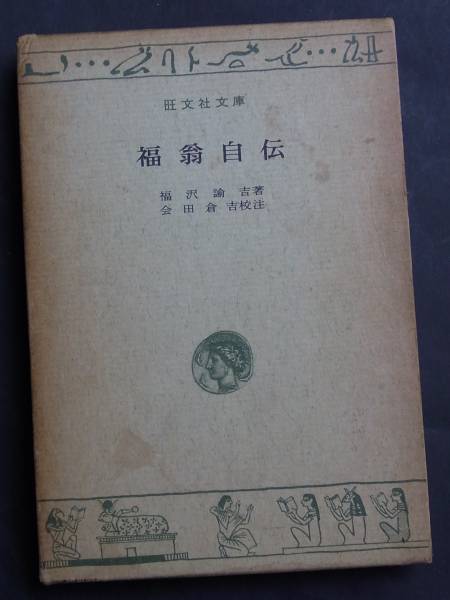 旺文社文庫
福翁自伝
福沢諭吉著
会田倉吉校注